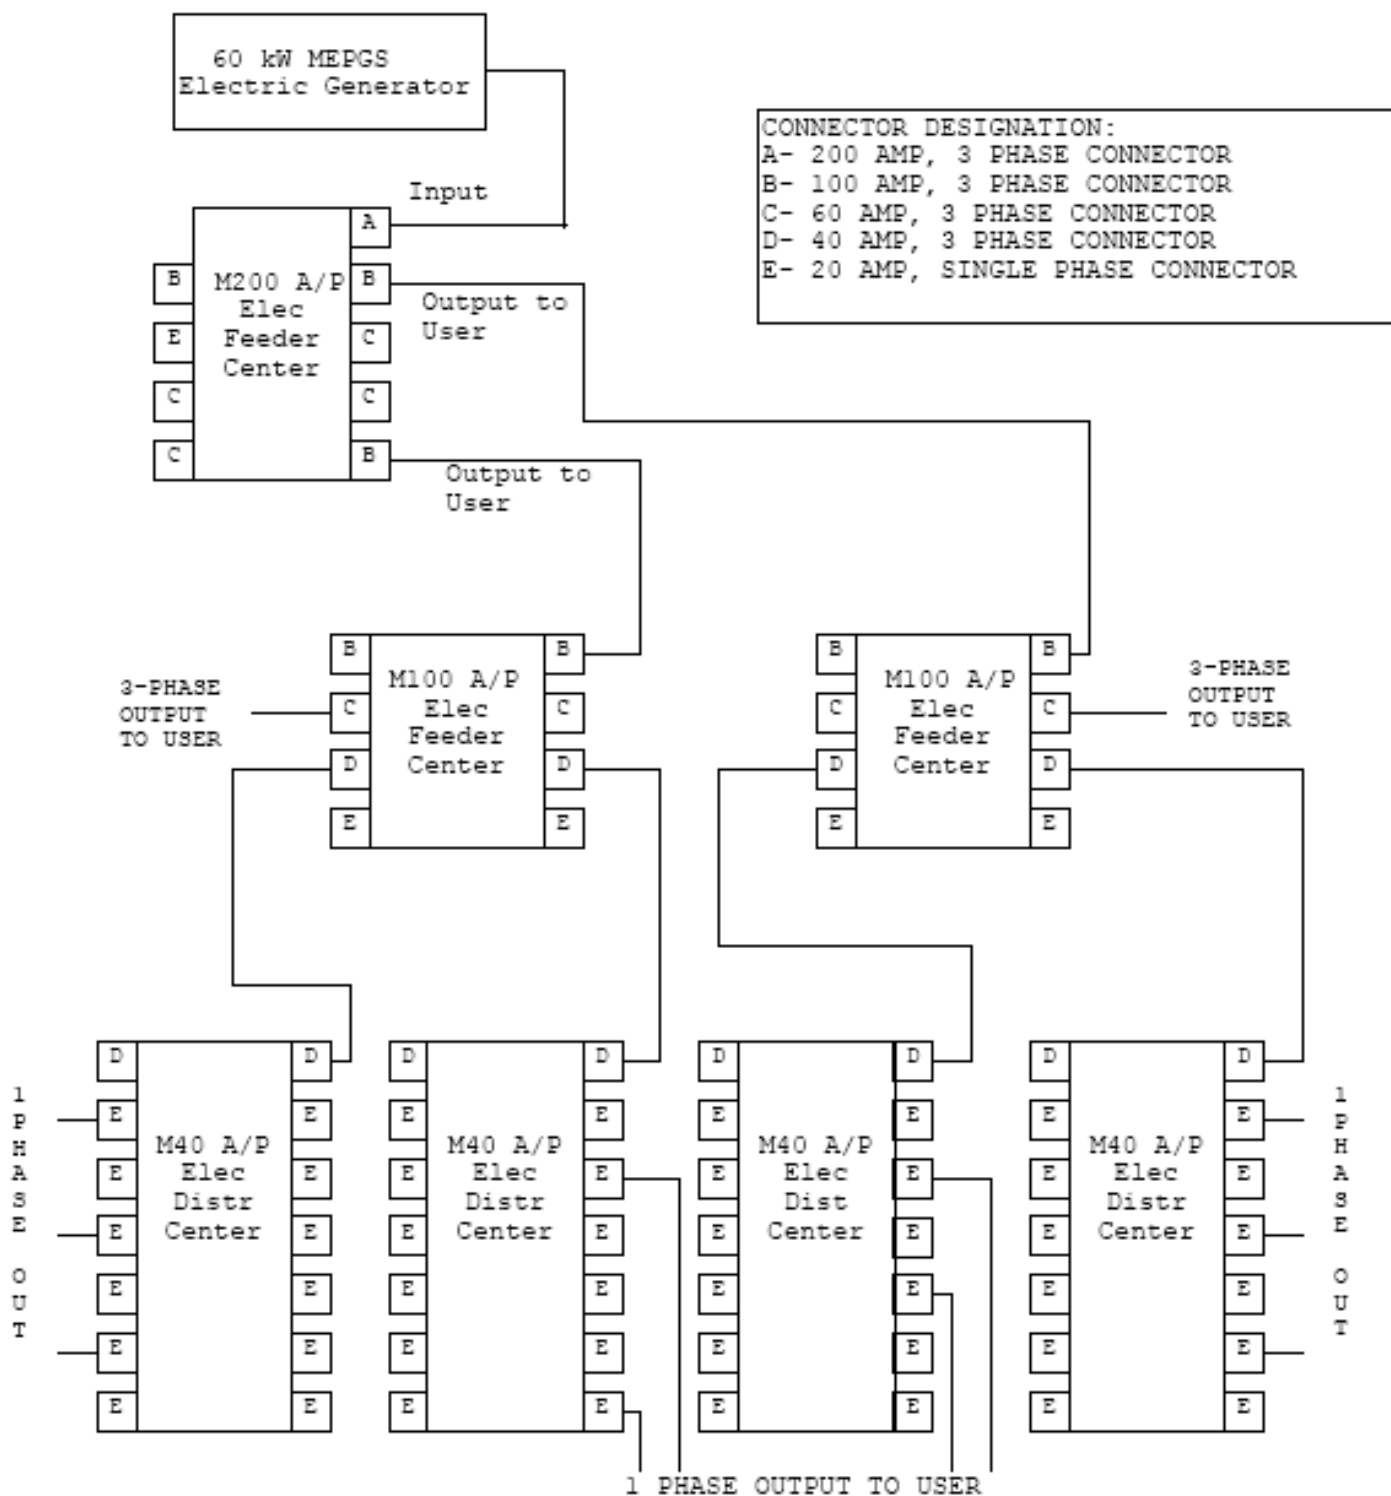 60 kW MEPGS
Electric Generator
CONNECTOR DESIGNATION:
A- 200 AMP, 3 PHASE CONNECTOR
B- 100 AMP, 3 PHASE CONNECTOR
C- 60 AMP, 3 PHASE CONNECTOR
D- 40 AMP, 3 PHASE CONNECTOR
E- 20 AMP, SINGLE PHASE CONNECTOR
Input
A
B
E
C
C
M200 A/P
Elec
Feeder
Center
B
C
C
B
Output to
User
Output to
User
3-PHASE
OUTPUT
TO USER
B
C
D
E
M100 A/P
Elec
Feeder
Center
B
C
D
E
B
C
D
E
M100 A/P
Elec
Feeder
Center
B
C
D
E
3-PHASE
OUTPUT
TO USER
1 PHASE OUT
D
E
E
E
E
E
E
M40 A/P
Elec
Distr
Center
D
E
E
E
E
E
E
D
E
E
E
E
E
E
M40 A/P
Elec
Distr
Center
D
E
E
E
E
E
E
D
E
E
E
E
E
E
M40 A/P
Elec
Dist
Center
D
E
E
E
E
E
E
D
E
E
E
E
E
E
M40 A/P
Elec
Distr
Center
D
E
E
E
E
E
E
1 PHASE OUT
1 PHASE OUTPUT TO USER